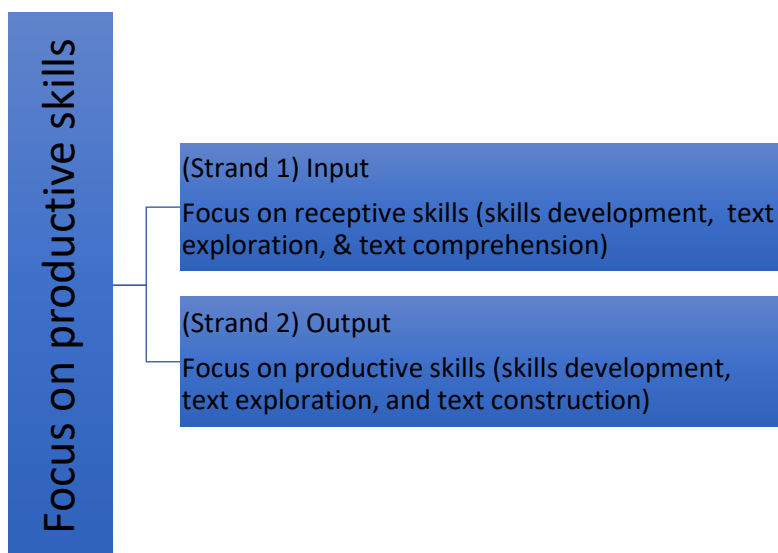 Focus on productive skills
(Strand 1) Input
Focus on receptive skills (skills development, text
exploration, & text comprehension)
(Strand 2) Output
Focus on productive skills (skills development,
text exploration, and text construction)